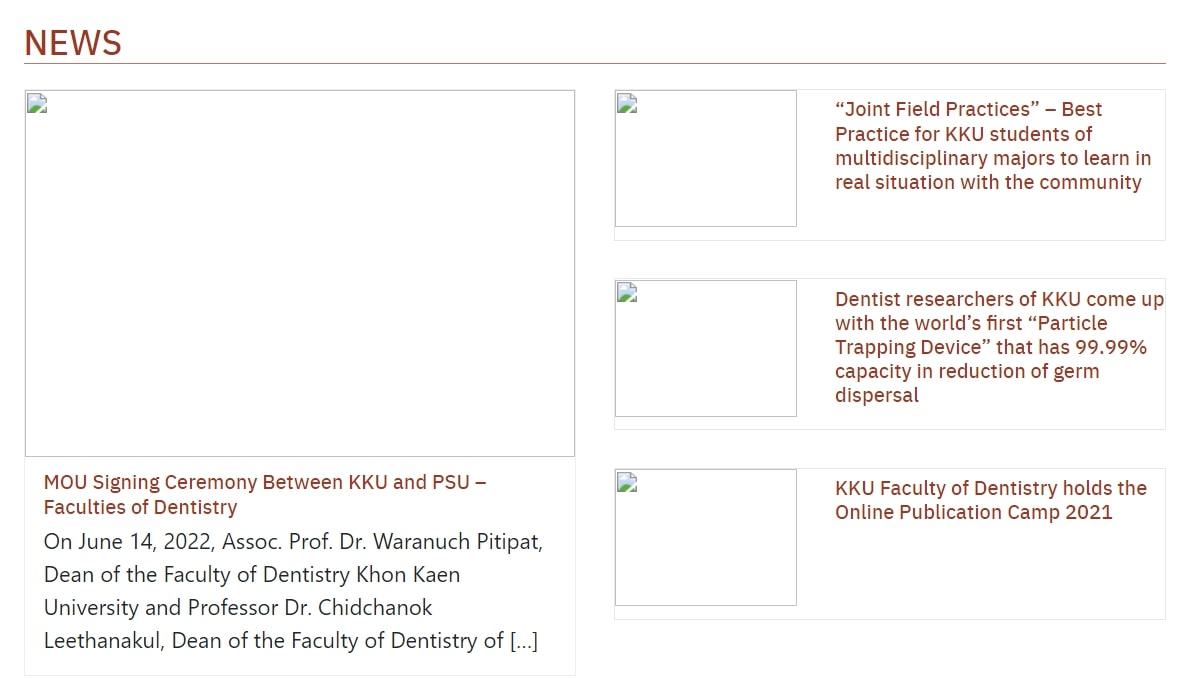 NEWS
MOU Signing Ceremony Between KKU and PSU –
Faculties of Dentistry
On June 14, 2022, Assoc. Prof. Dr. Waranuch Pitipat,
Dean of the Faculty of Dentistry Khon Kaen
University and Professor Dr. Chidchanok
Leethanakul, Dean of the Faculty of Dentistry of [...]
“Joint Field Practices” – Best
Practice for KKU students of
multidisciplinary majors to learn in
real situation with the community
Dentist researchers of KKU come up
with the world’s first “Particle
Trapping Device” that has 99.99%
capacity in reduction of germ
dispersal
KKU Faculty of Dentistry holds the
Online Publication Camp 2021